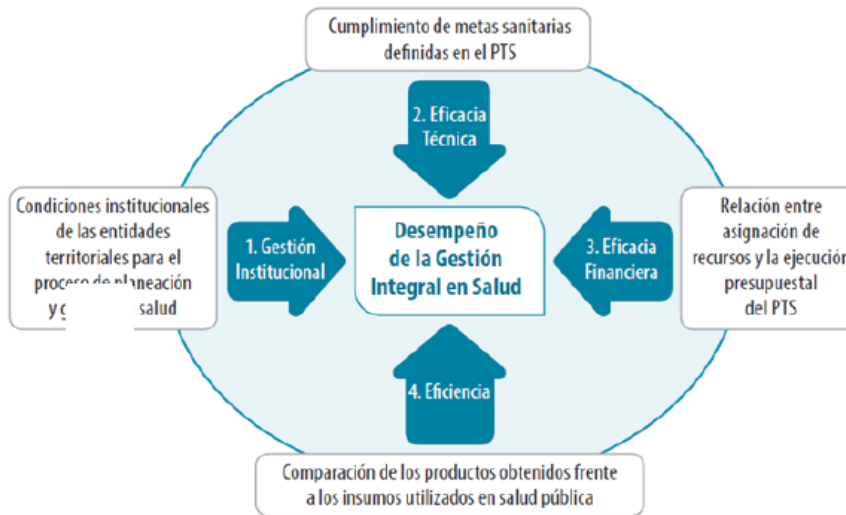 Cumplimiento de metas sanitarias
definidas en el PTS
2. Eficacia
Técnica
Condiciones institucionales
de las entidades
territoriales para el
proceso de planeación
y salud
1. Gestión
Institucional
Desempeño
de la Gestión
Integral en Salud
3. Eficacia
Financiera
Relación entre
asignación de
recursos y la ejecución
presupuestal
del PTS
4. Eficiencia
Comparación de los productos obtenidos frente
a los insumos utilizados en salud pública